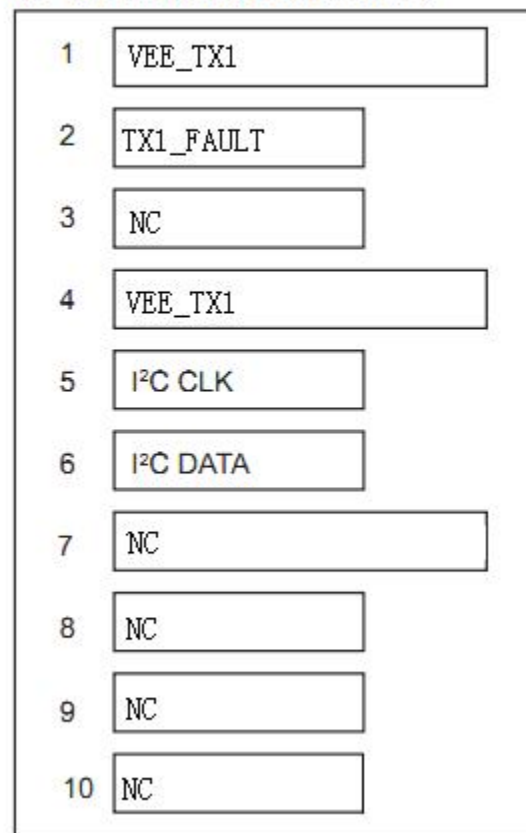 1 VEE_TX1
2 TX1_FAULT
3 NC
4 VEE_TX1
5 I²C CLK
6 I²C DATA
7 NC
8 NC
9 NC
10 NC